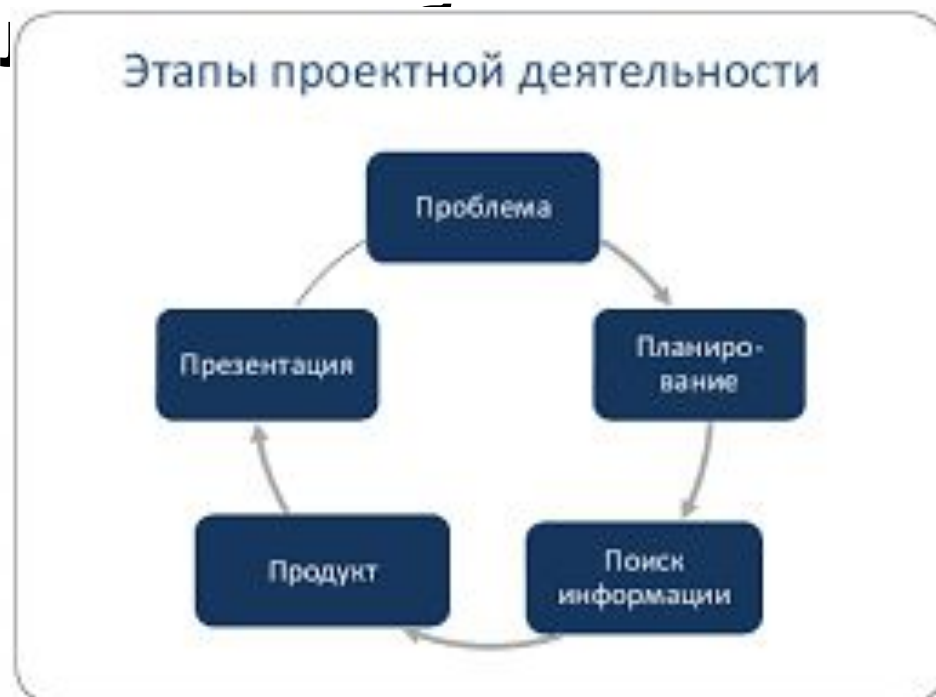 Этапы проектной деятельности
Проблема
Планиро-
вание
Поиск
информации
Продукт
Презентация